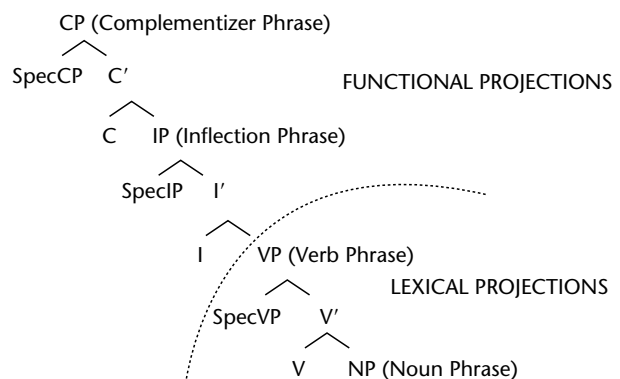 CP (Complementizer Phrase)
SpecCP C′ FUNCTIONAL PROJECTIONS
C IP (Inflection Phrase)
SpecIP I′
I VP (Verb Phrase)
LEXICAL PROJECTIONS
SpecVP V′
V NP (Noun Phrase)